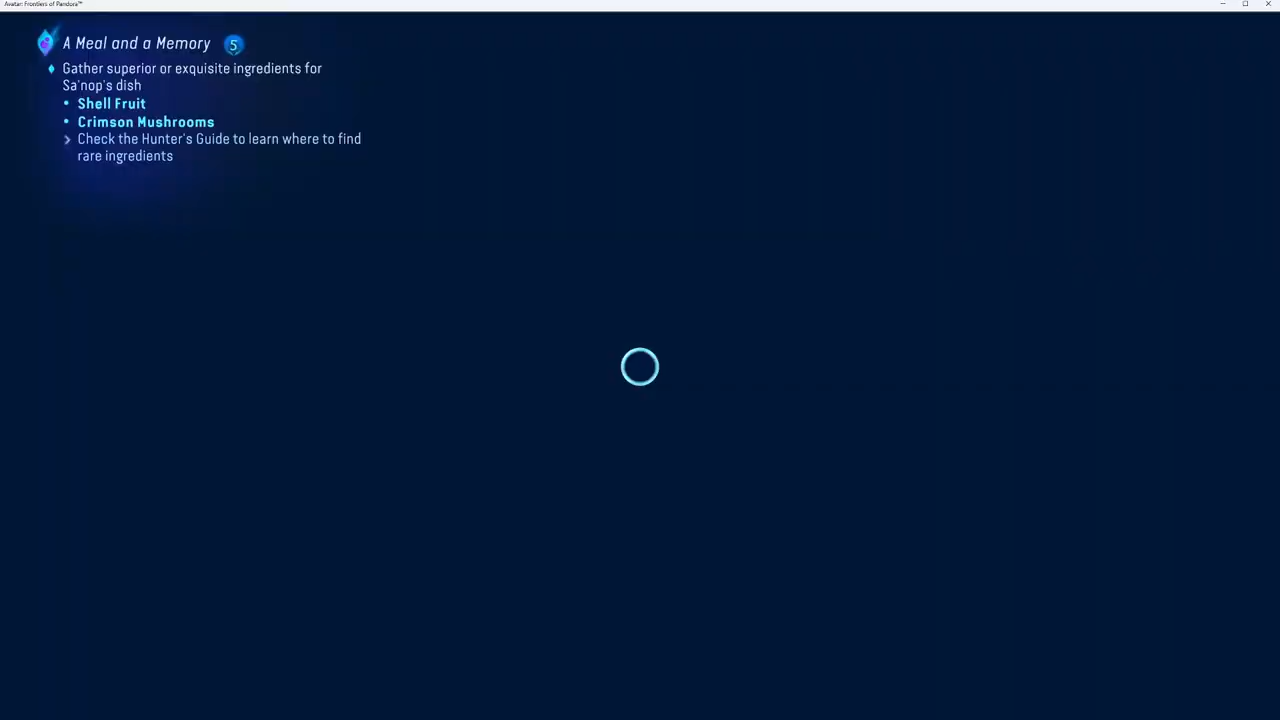 Avatar: Frontiers of Pandora™
A Meal and a Memory 5
Gather superior or exquisite ingredients for
Sa'nop's dish
Shell Fruit
Crimson Mushrooms
Check the Hunter's Guide to learn where to find
rare ingredients